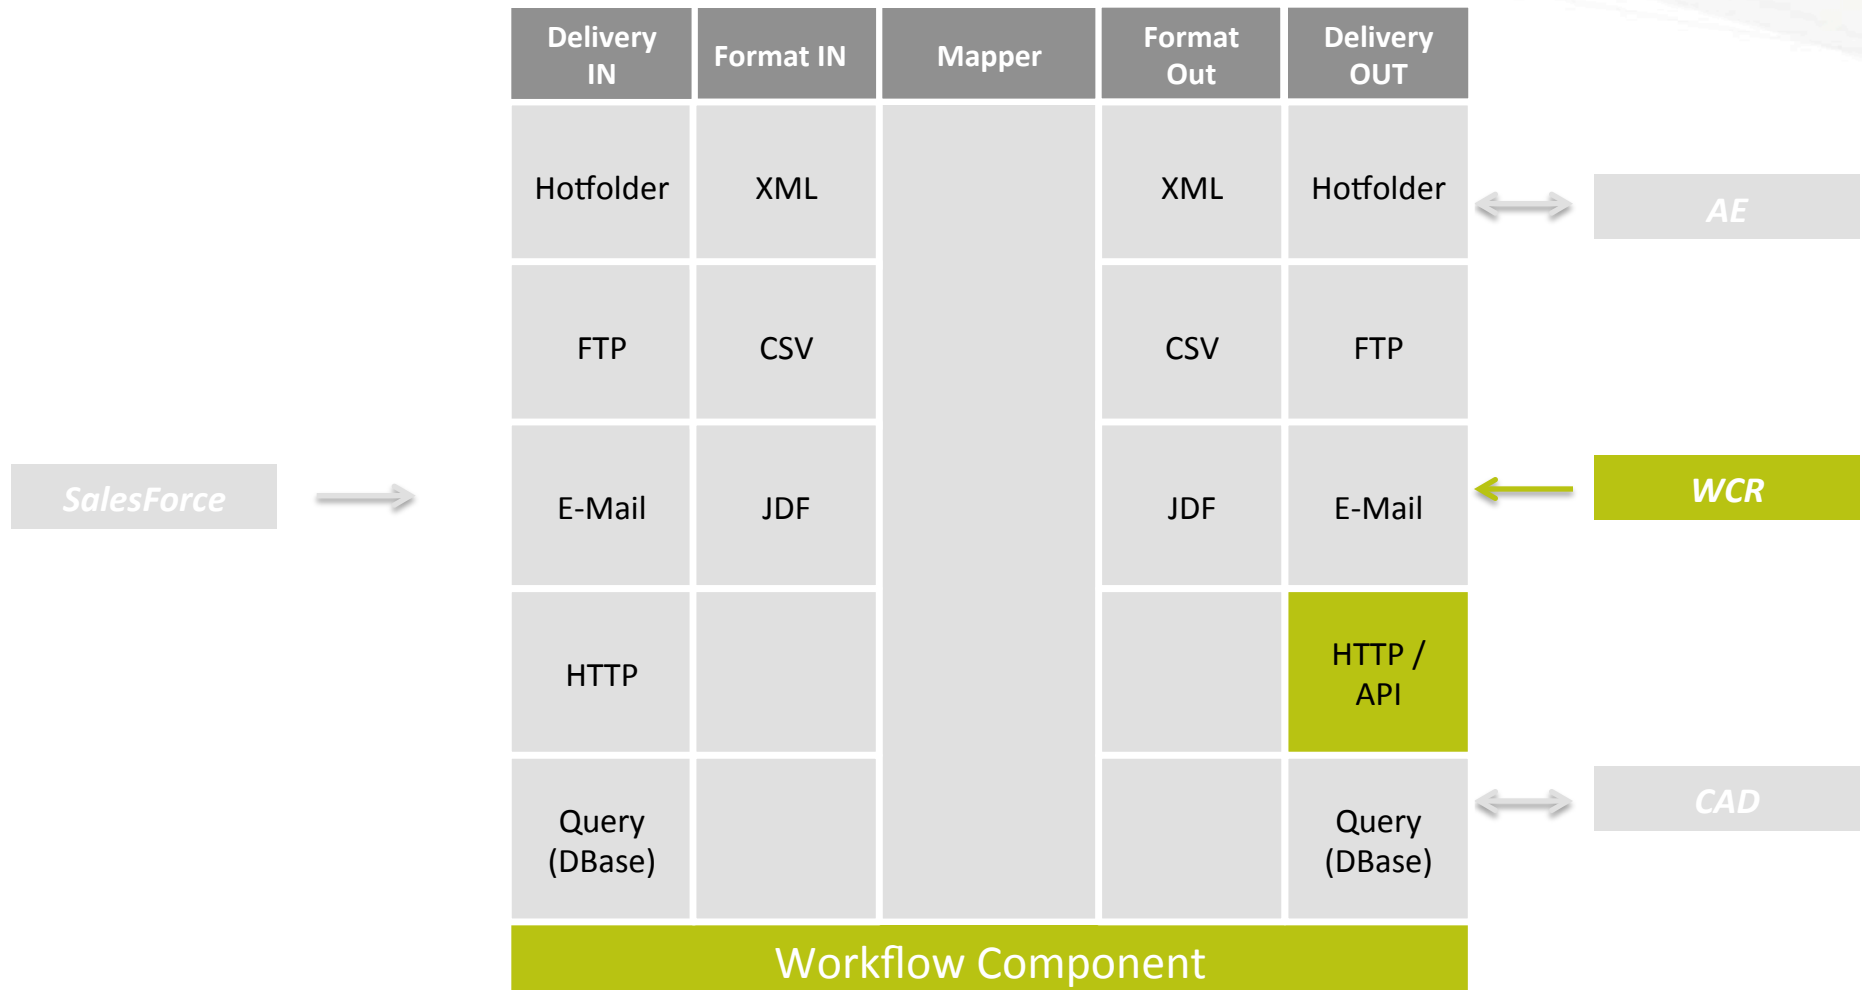 Delivery
IN
Format IN
Mapper
Format
Out
Delivery
OUT
Hotfolder
XML
XML
Hotfolder
AE
FTP
CSV
CSV
FTP
SalesForce
E-Mail
JDF
JDF
E-Mail
WCR
HTTP
HTTP /
API
Query
(DBase)
Query
(DBase)
CAD
Workflow Component